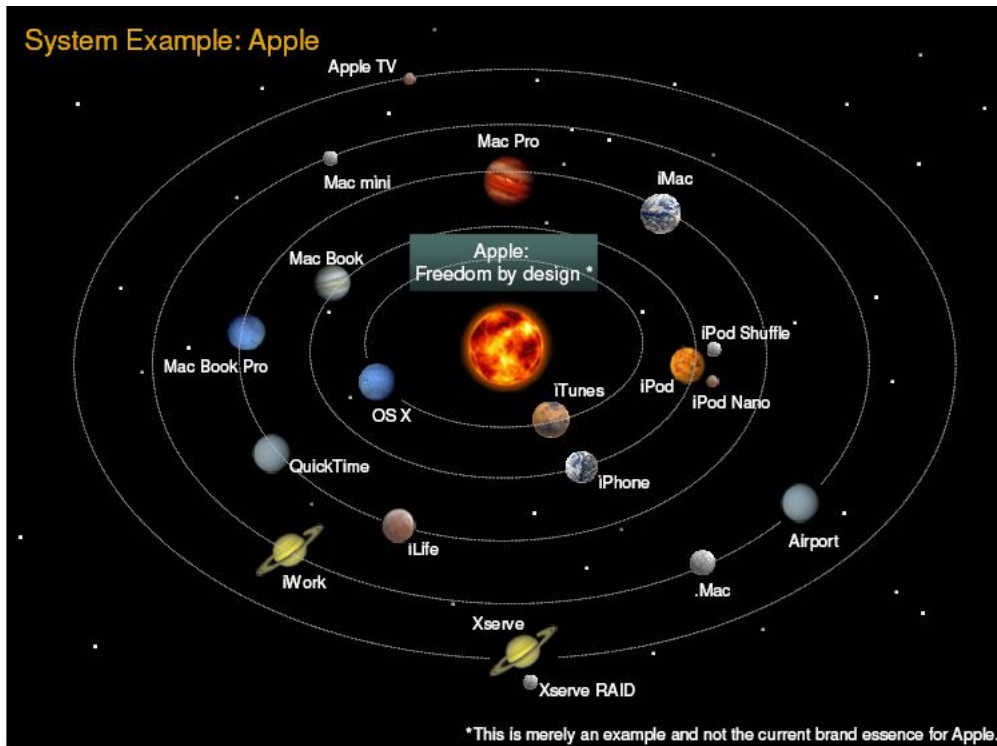 System Example: Apple
Apple TV
Mac Pro
Mac mini
iMac
Apple:
Freedom by design *
Mac Book
iPod Shuffle
Mac Book Pro
iPod
iTunes
iPod Nano
OS X
QuickTime
iPhone
Airport
iLife
iWork
.Mac
Xserve
Xserve RAID
*This is merely an example and not the current brand essence for Apple.